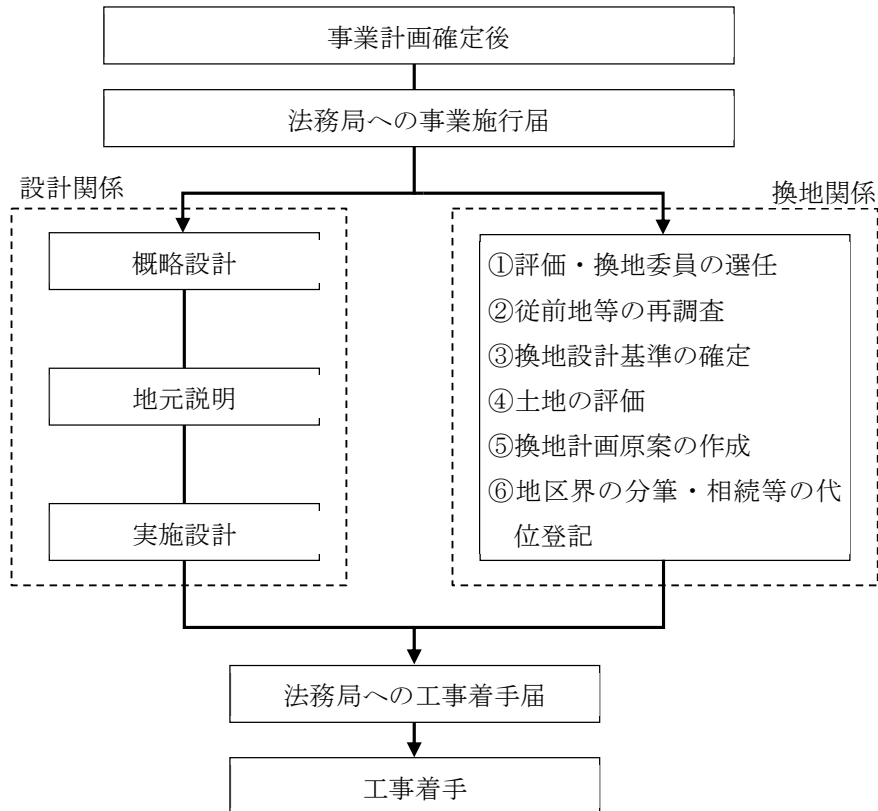 事業計画確定後
法務局への事業施行届
設計関係
換地関係
概略設計
地元説明
実施設計
①評価・換地委員の選任
②従前地等の再調査
③換地設計基準の確定
④土地の評価
⑤換地計画原案の作成
⑥地区界の分筆・相続等の代
位登記
法務局への工事着手届
工事着手